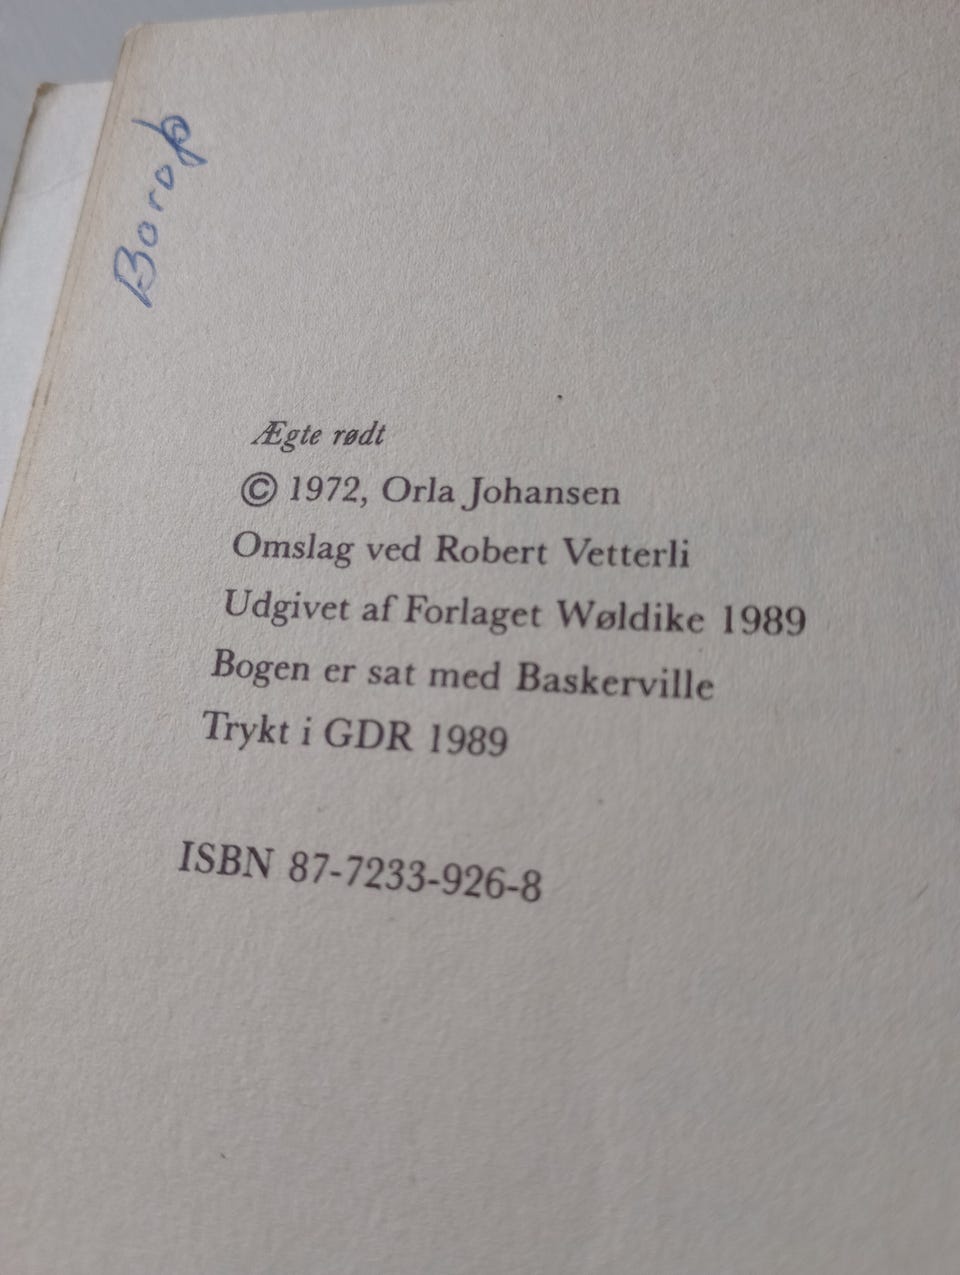 Ægte rødt
© 1972, Orla Johansen
Omslag ved Robert Vetterli
Udgivet af Forlaget Wøldike 1989
Bogen er sat med Baskerville
Trykt i GDR 1989
ISBN 87-7233-926-8